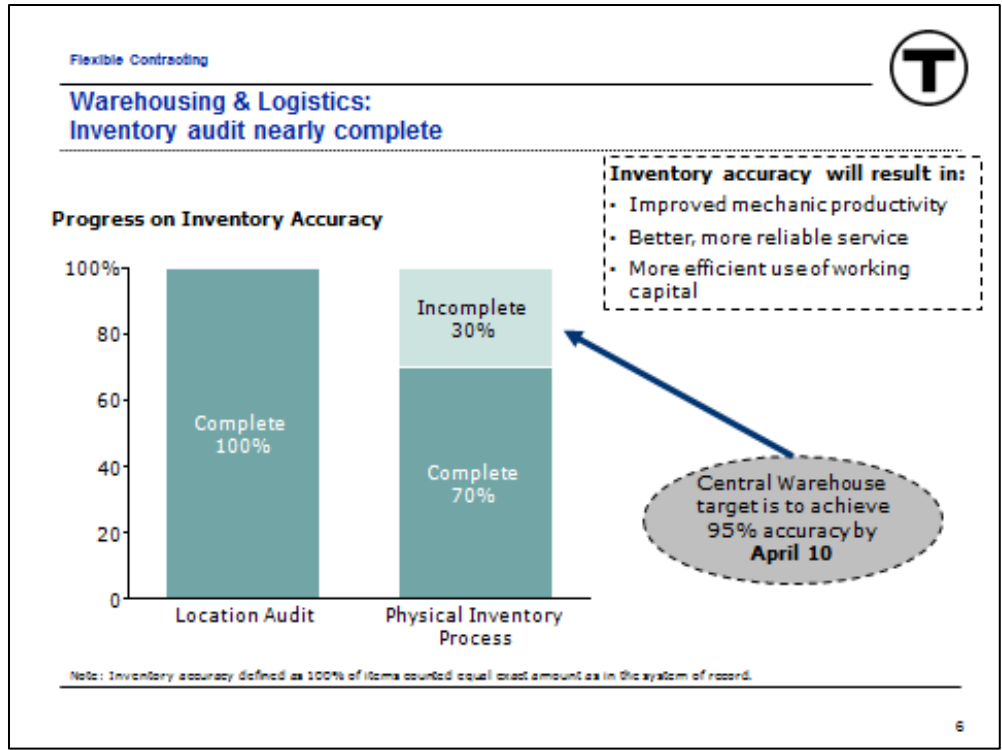 Flexible Contracting
T
Warehousing & Logistics:
Inventory audit nearly complete
Inventory accuracy will result in:
• Improved mechanic productivity
• Better, more reliable service
• More efficient use of working
capital
Progress on Inventory Accuracy
100%
80
60
40
20
0
Complete
100%
Incomplete
30%
Complete
70%
Location Audit
Physical Inventory
Process
Central Warehouse
target is to achieve
95% accuracy by
April 10
Note: Inventory accuracy defined as 100% of items counted equal exact amount as in the system of record.
6